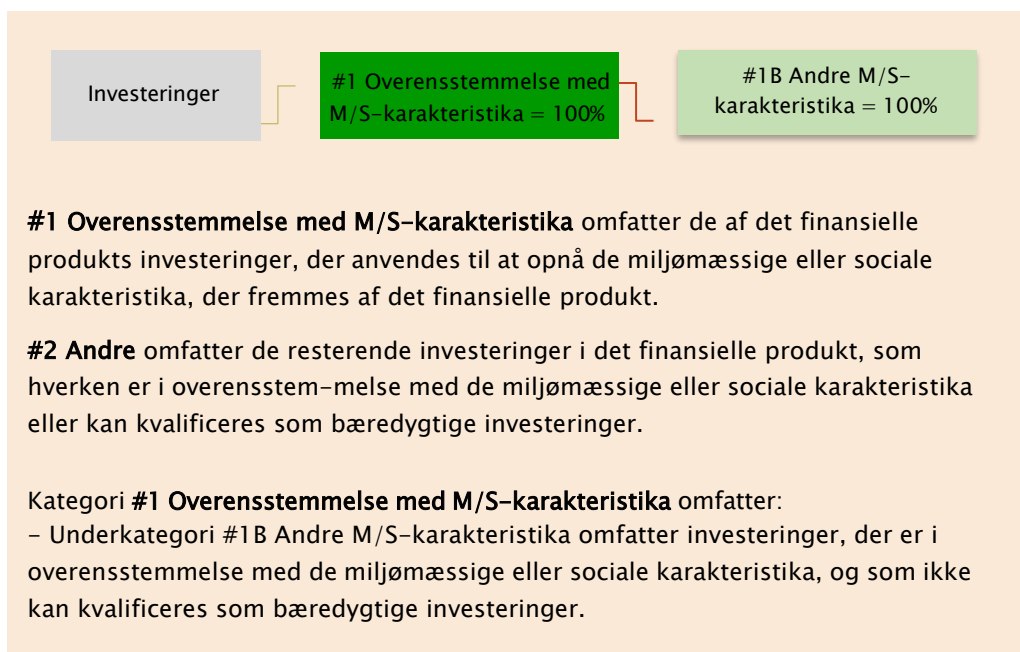 Investeringer
#1 Overensstemmelse med
M/S-karakteristika = 100%
#1B Andre M/S-
karakteristika = 100%
#1 Overensstemmelse med M/S-karakteristika omfatter de af det finansielle
produkts investeringer, der anvendes til at opnå de miljømæssige eller sociale
karakteristika, der fremmes af det finansielle produkt.
#2 Andre omfatter de resterende investeringer i det finansielle produkt, som
hverken er i overensstem-melse med de miljømæssige eller sociale karakteristika
eller kan kvalificeres som bæredygtige investeringer.
Kategori #1 Overensstemmelse med M/S-karakteristika omfatter:
- Underkategori #1B Andre M/S-karakteristika omfatter investeringer, der er i
overensstemmelse med de miljømæssige eller sociale karakteristika, og som ikke
kan kvalificeres som bæredygtige investeringer.